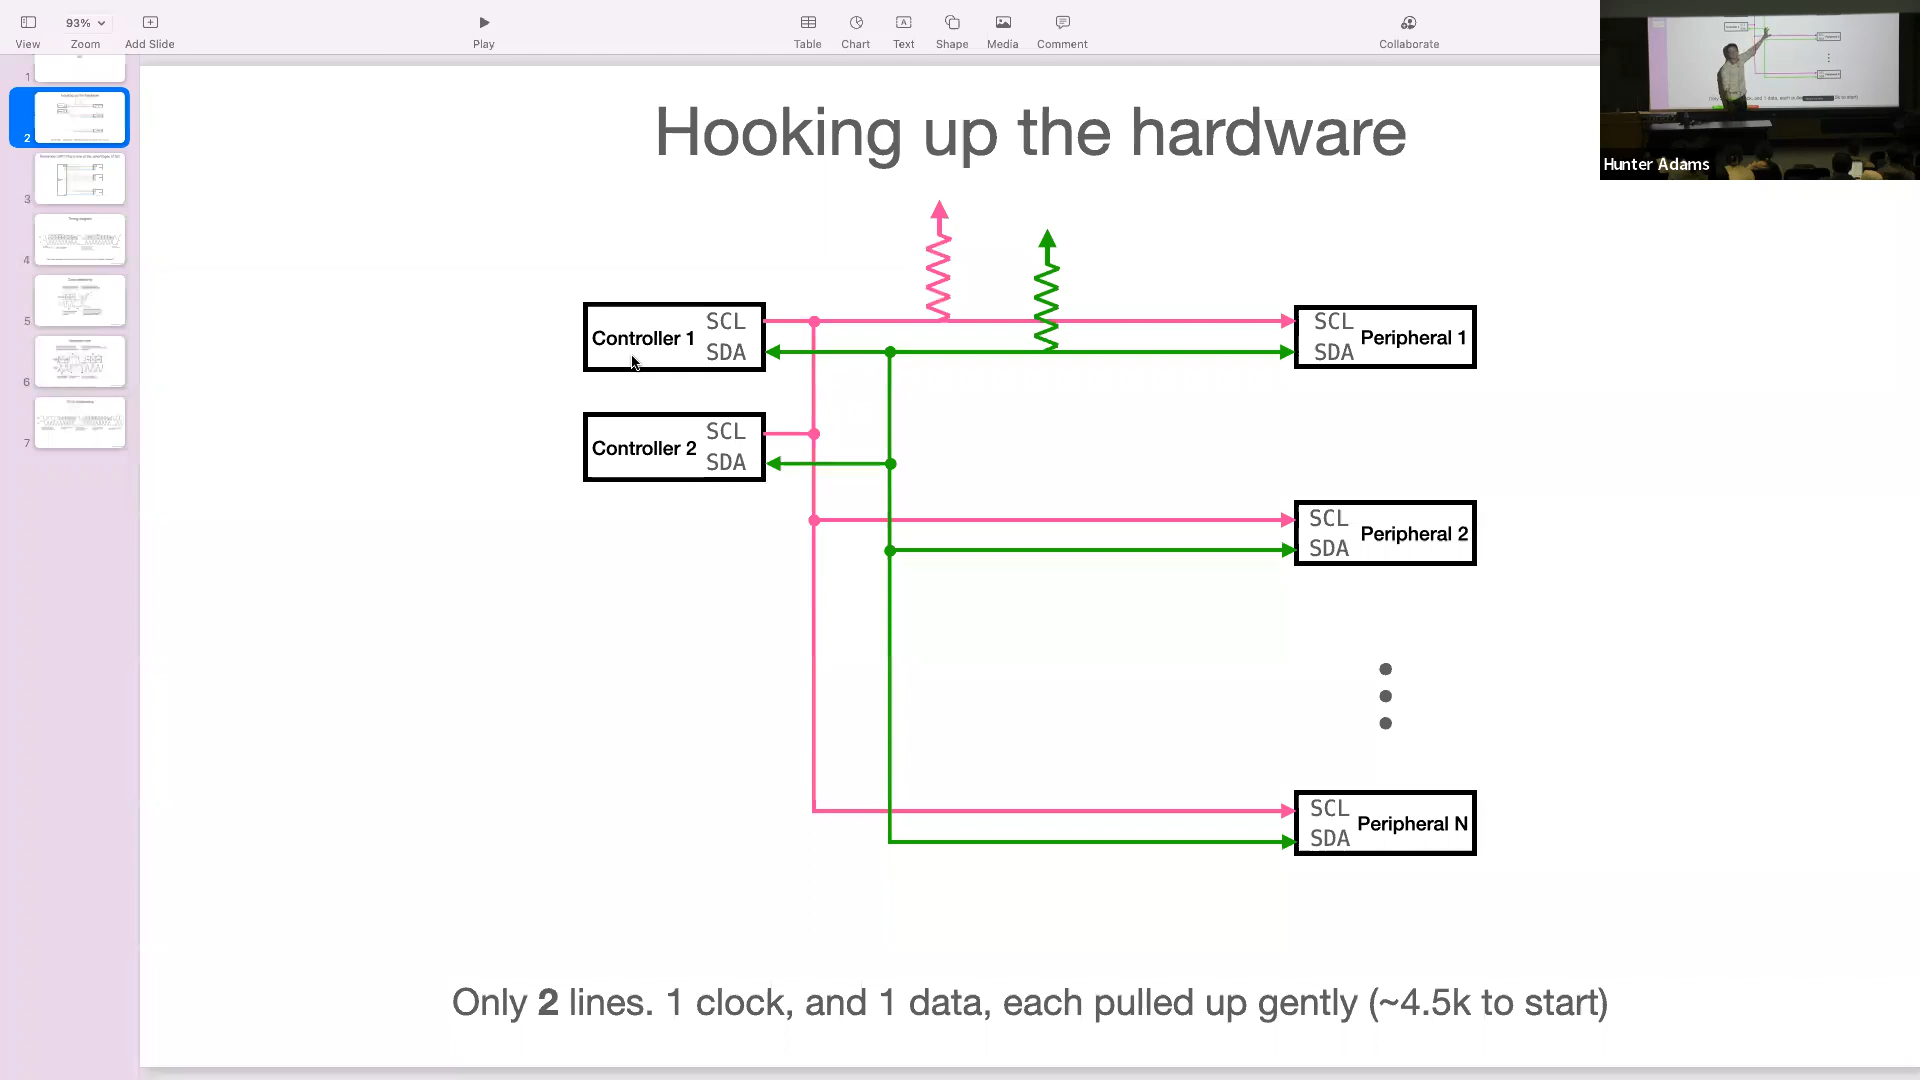 93%
View
Zoom
Add Slide
Play
Table
Chart
Text
Shape
Media
Comment
Collaborate
1
2
3
4
5
6
7
Hunter Adams
Hooking up the hardware
Controller 1
SCL
SDA
SCL
SDA
Peripheral 1
Controller 2
SCL
SDA
SCL
SDA
Peripheral 2
SCL
SDA
Peripheral N
Only 2 lines. 1 clock, and 1 data, each pulled up gently (~4.5k to start)